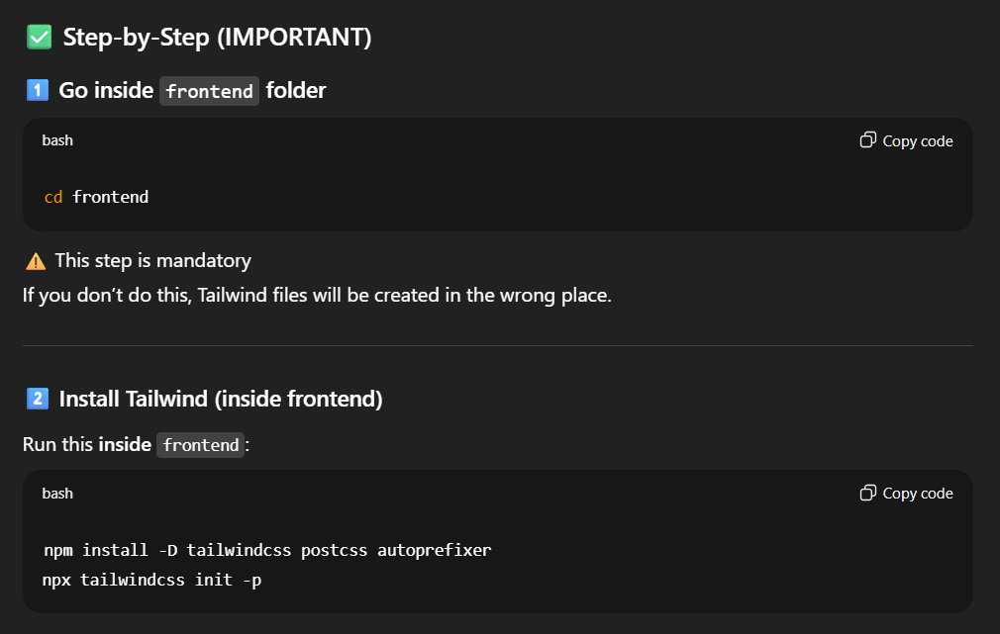 ✅ Step-by-Step (IMPORTANT)
1️⃣ Go inside frontend folder
bash Copy code
cd frontend
⚠️ This step is mandatory
If you don’t do this, Tailwind files will be created in the wrong place.
2️⃣ Install Tailwind (inside frontend)
Run this inside frontend:
bash Copy code
npm install -D tailwindcss postcss autoprefixer
npx tailwindcss init -p